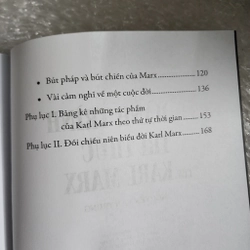 • Bút pháp và bút chiến của Marx.................120
• Vài cảm nghĩ về một cuộc đời.....................136
Phụ lục I. Bảng kê những tác phẩm
của Karl Marx theo thứ tự thời gian..............153
Phụ lục II. Đối chiếu niên biểu đời Karl Marx......168
KARL MARX